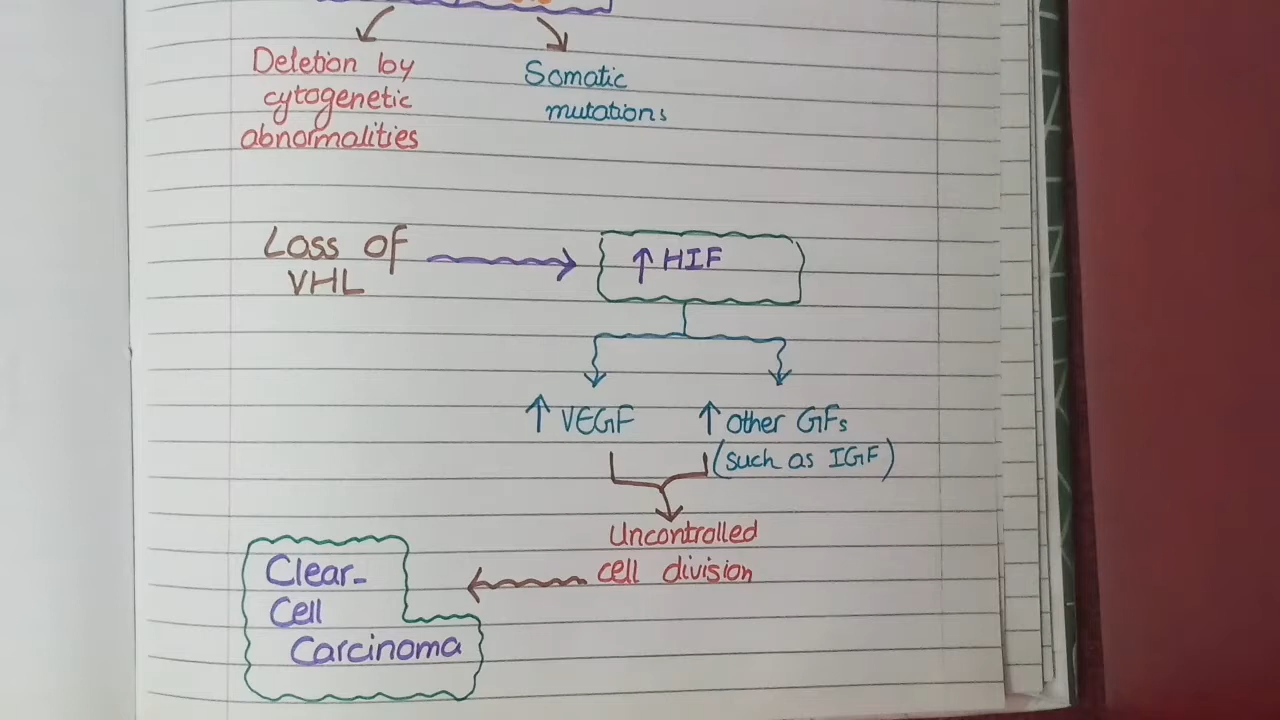 Deletion by
cytogenetic
abnormalities
Somatic
mutations
Loss of
VHL
↑ HIF
↑ VEGF
↑ other GFs
(such as IGF)
Uncontrolled
cell division
Clear-
Cell
Carcinoma